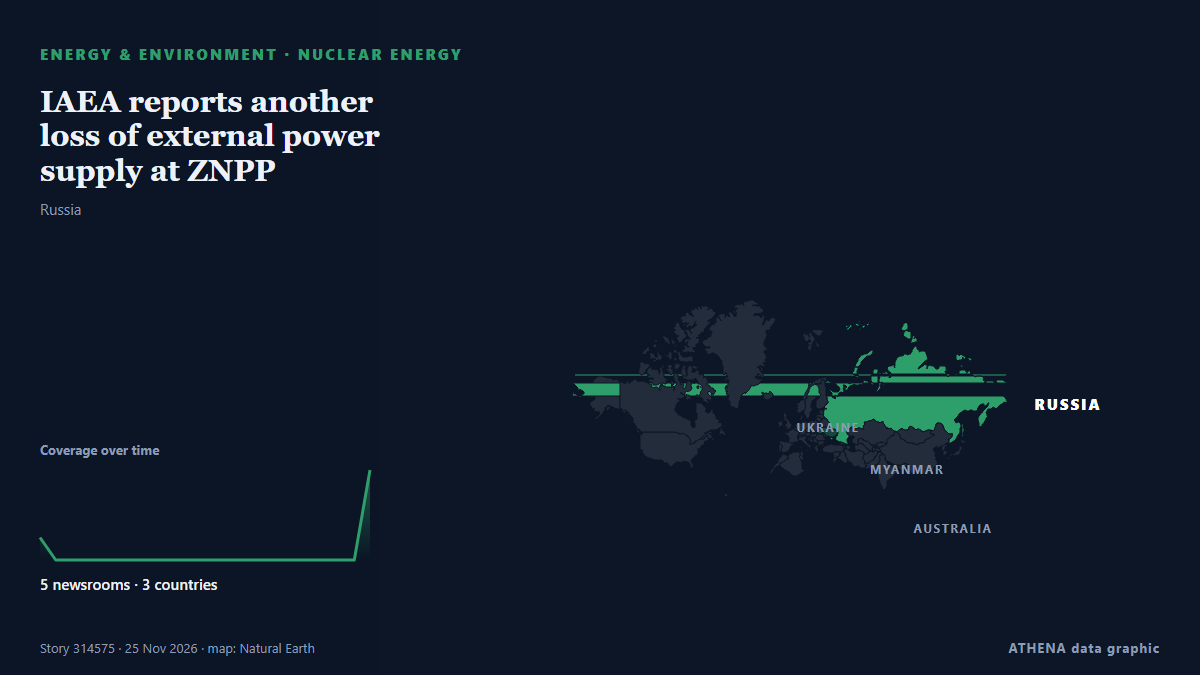 ENERGY & ENVIRONMENT · NUCLEAR ENERGY
IAEA reports another
loss of external power
supply at ZNPP
Russia
RUSSIA
UKRAINE
MYANMAR
AUSTRALIA
Coverage over time
5 newsrooms · 3 countries
Story 314575 · 25 Nov 2026 · map: Natural Earth
ATHENA data graphic